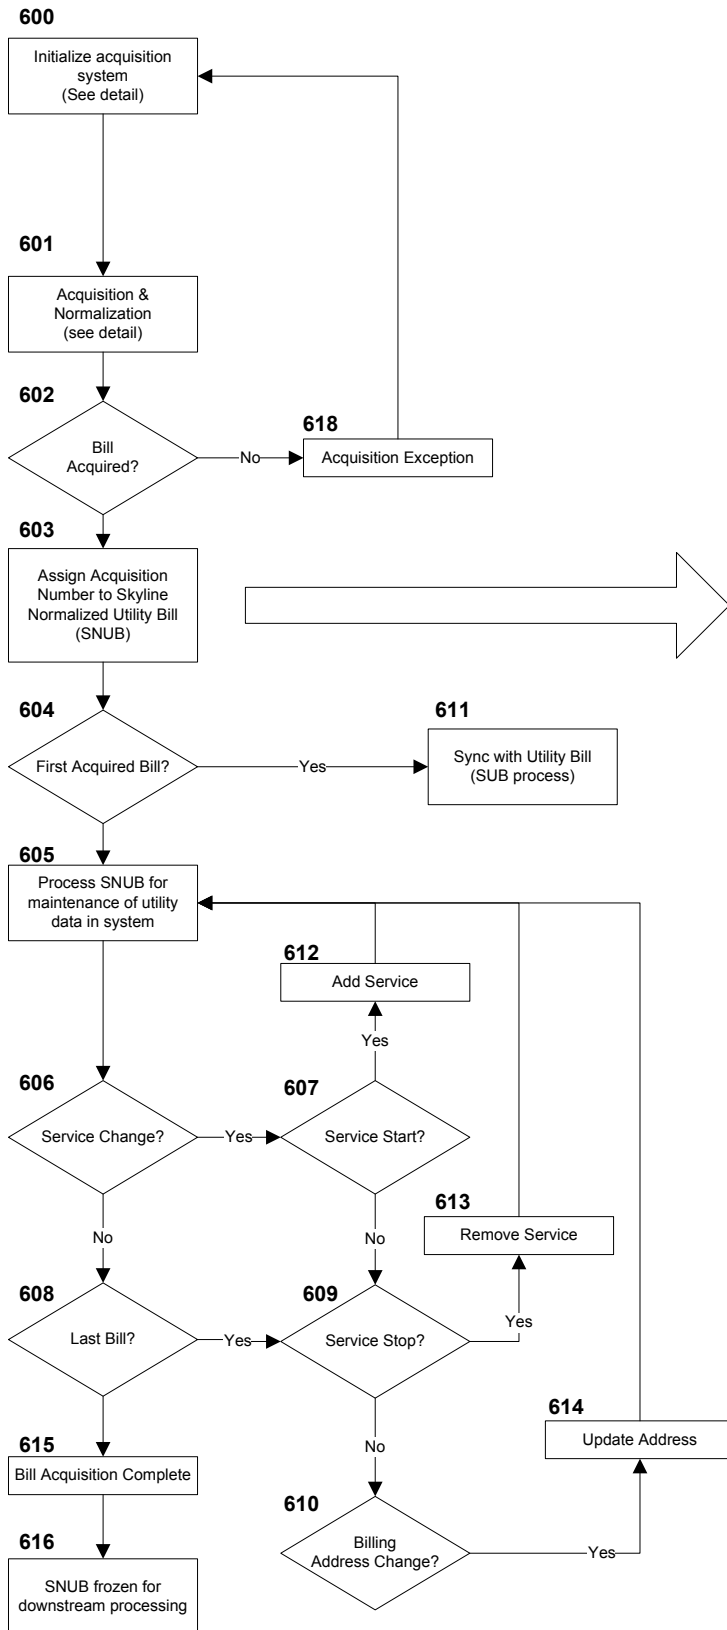 600
Initialize acquisition
system
(See detail)
601
Acquisition &
Normalization
(see detail)
602
Bill
Acquired?
No
618
Acquisition Exception
603
Assign Acquisition
Number to Skyline
Normalized Utility Bill
(SNUB)
604
First Acquired Bill?
Yes
611
Sync with Utility Bill
(SUB process)
605
Process SNUB for
maintenance of utility
data in system
612
Add Service
Yes
606
Service Change?
Yes
607
Service Start?
No
613
Remove Service
No
608
Last Bill?
Yes
609
Service Stop?
Yes
614
Update Address
No
615
Bill Acquisition Complete
610
Billing
Address Change?
Yes
616
SNUB frozen for
downstream processing